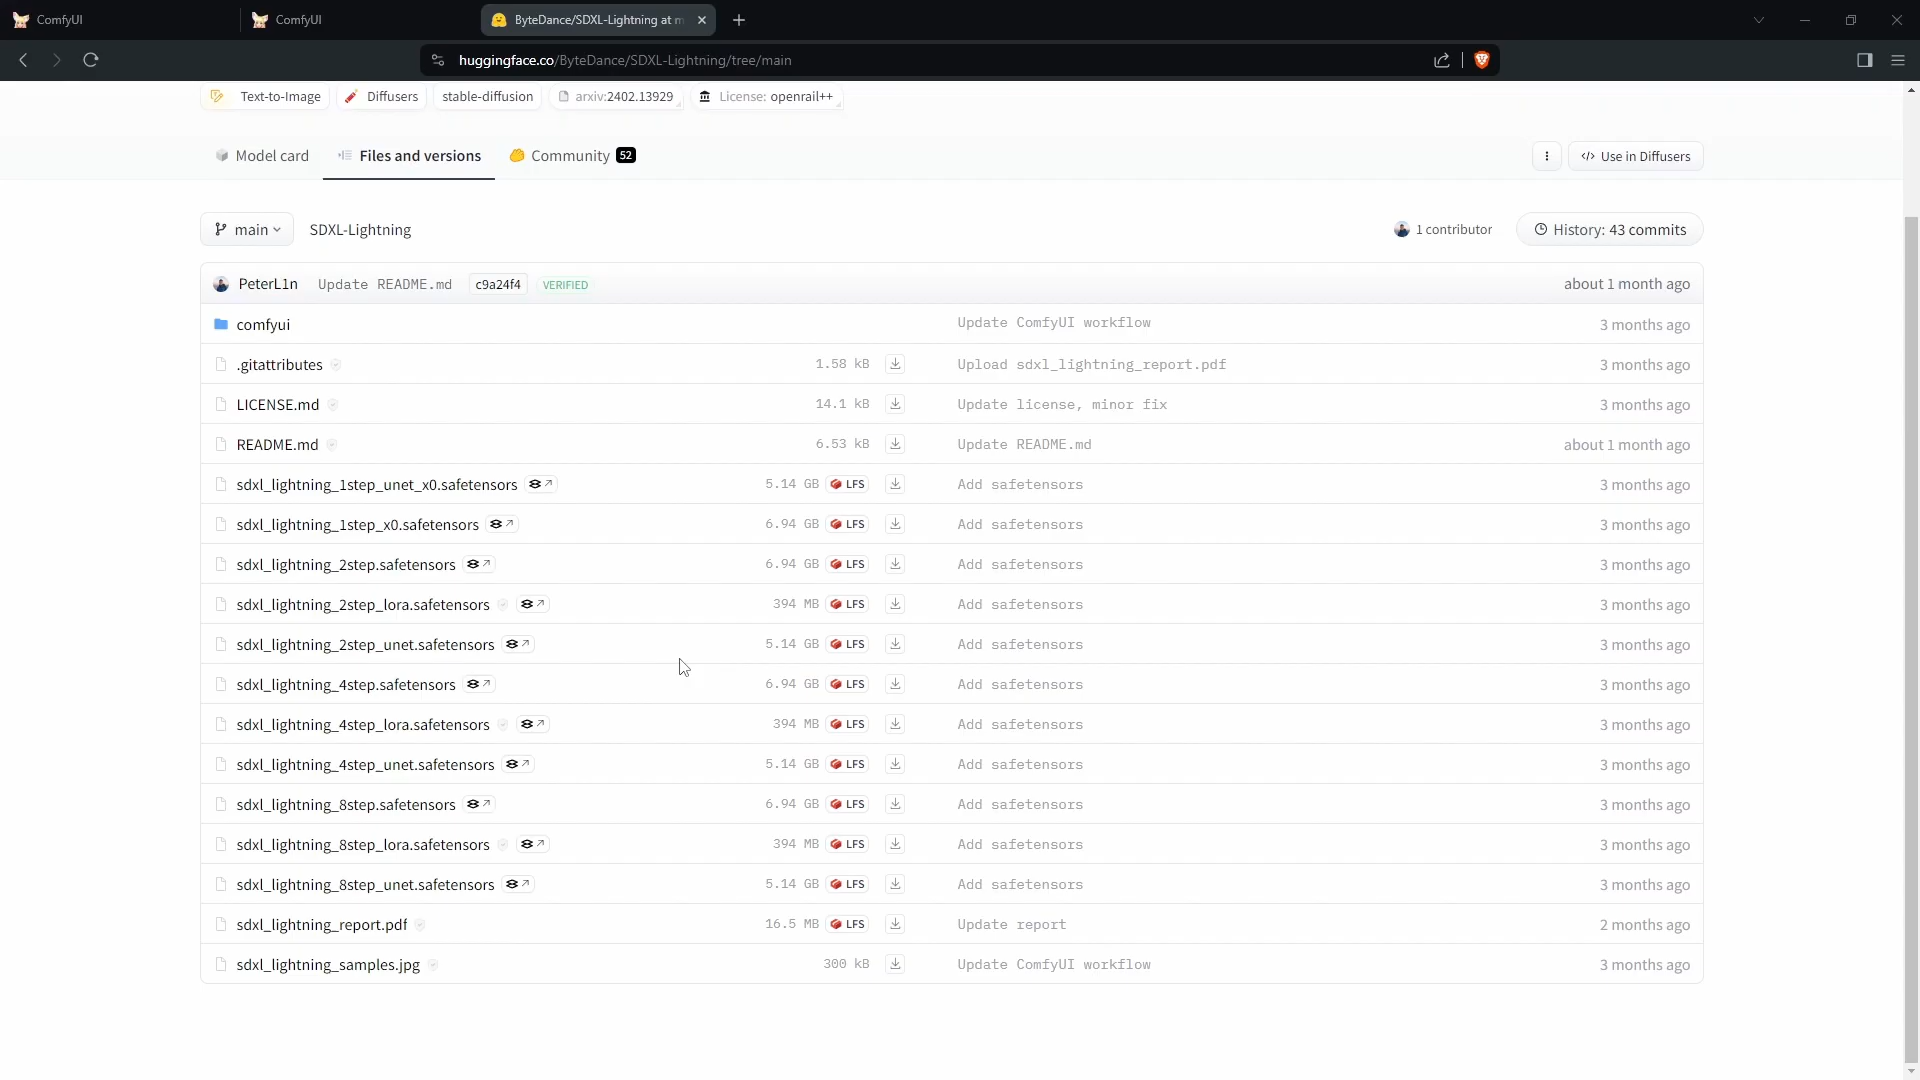 ComfyUI ComfyUI ByteDance/SDXL-Lightning at m
huggingface.co/ByteDance/SDXL-Lightning/tree/main
Text-to-Image Diffusers stable-diffusion arxiv:2402.13929 License: openrail++
Model card Files and versions Community 52 Use in Diffusers
main SDXL-Lightning 1 contributor History: 43 commits
PeterL1n Update README.md c9a24f4 VERIFIED about 1 month ago
comfyui Update ComfyUI workflow 3 months ago
.gitattributes 1.58 kB Upload sdxl_lightning_report.pdf 3 months ago
LICENSE.md 14.1 kB Update license, minor fix 3 months ago
README.md 6.53 kB Update README.md about 1 month ago
sdxl_lightning_1step_unet_x0.safetensors 5.14 GB LFS Add safetensors 3 months ago
sdxl_lightning_1step_x0.safetensors 6.94 GB LFS Add safetensors 3 months ago
sdxl_lightning_2step.safetensors 6.94 GB LFS Add safetensors 3 months ago
sdxl_lightning_2step_lora.safetensors 394 MB LFS Add safetensors 3 months ago
sdxl_lightning_2step_unet.safetensors 5.14 GB LFS Add safetensors 3 months ago
sdxl_lightning_4step.safetensors 6.94 GB LFS Add safetensors 3 months ago
sdxl_lightning_4step_lora.safetensors 394 MB LFS Add safetensors 3 months ago
sdxl_lightning_4step_unet.safetensors 5.14 GB LFS Add safetensors 3 months ago
sdxl_lightning_8step.safetensors 6.94 GB LFS Add safetensors 3 months ago
sdxl_lightning_8step_lora.safetensors 394 MB LFS Add safetensors 3 months ago
sdxl_lightning_8step_unet.safetensors 5.14 GB LFS Add safetensors 3 months ago
sdxl_lightning_report.pdf 16.5 MB LFS Update report 2 months ago
sdxl_lightning_samples.jpg 300 kB Update ComfyUI workflow 3 months ago